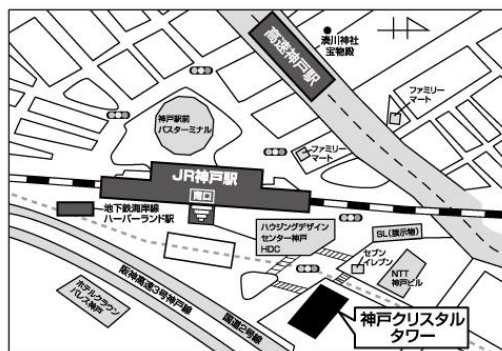 湊川神社
宝物殿
高速神戸駅
ファミリー
マート
神戸駅前
バスターミナル
ファミリー
マート
JR神戸駅
南口
地下鉄海岸線
ハーバーランド駅
ハウジングデザイン
センター神戸
HDC
SL(展示物)
セブン
イレブン
NTT
神戸ビル
阪神高速3号神戸線
国道2号線
ホテルクラウン
パレス神戸
神戸クリスタル
タワー